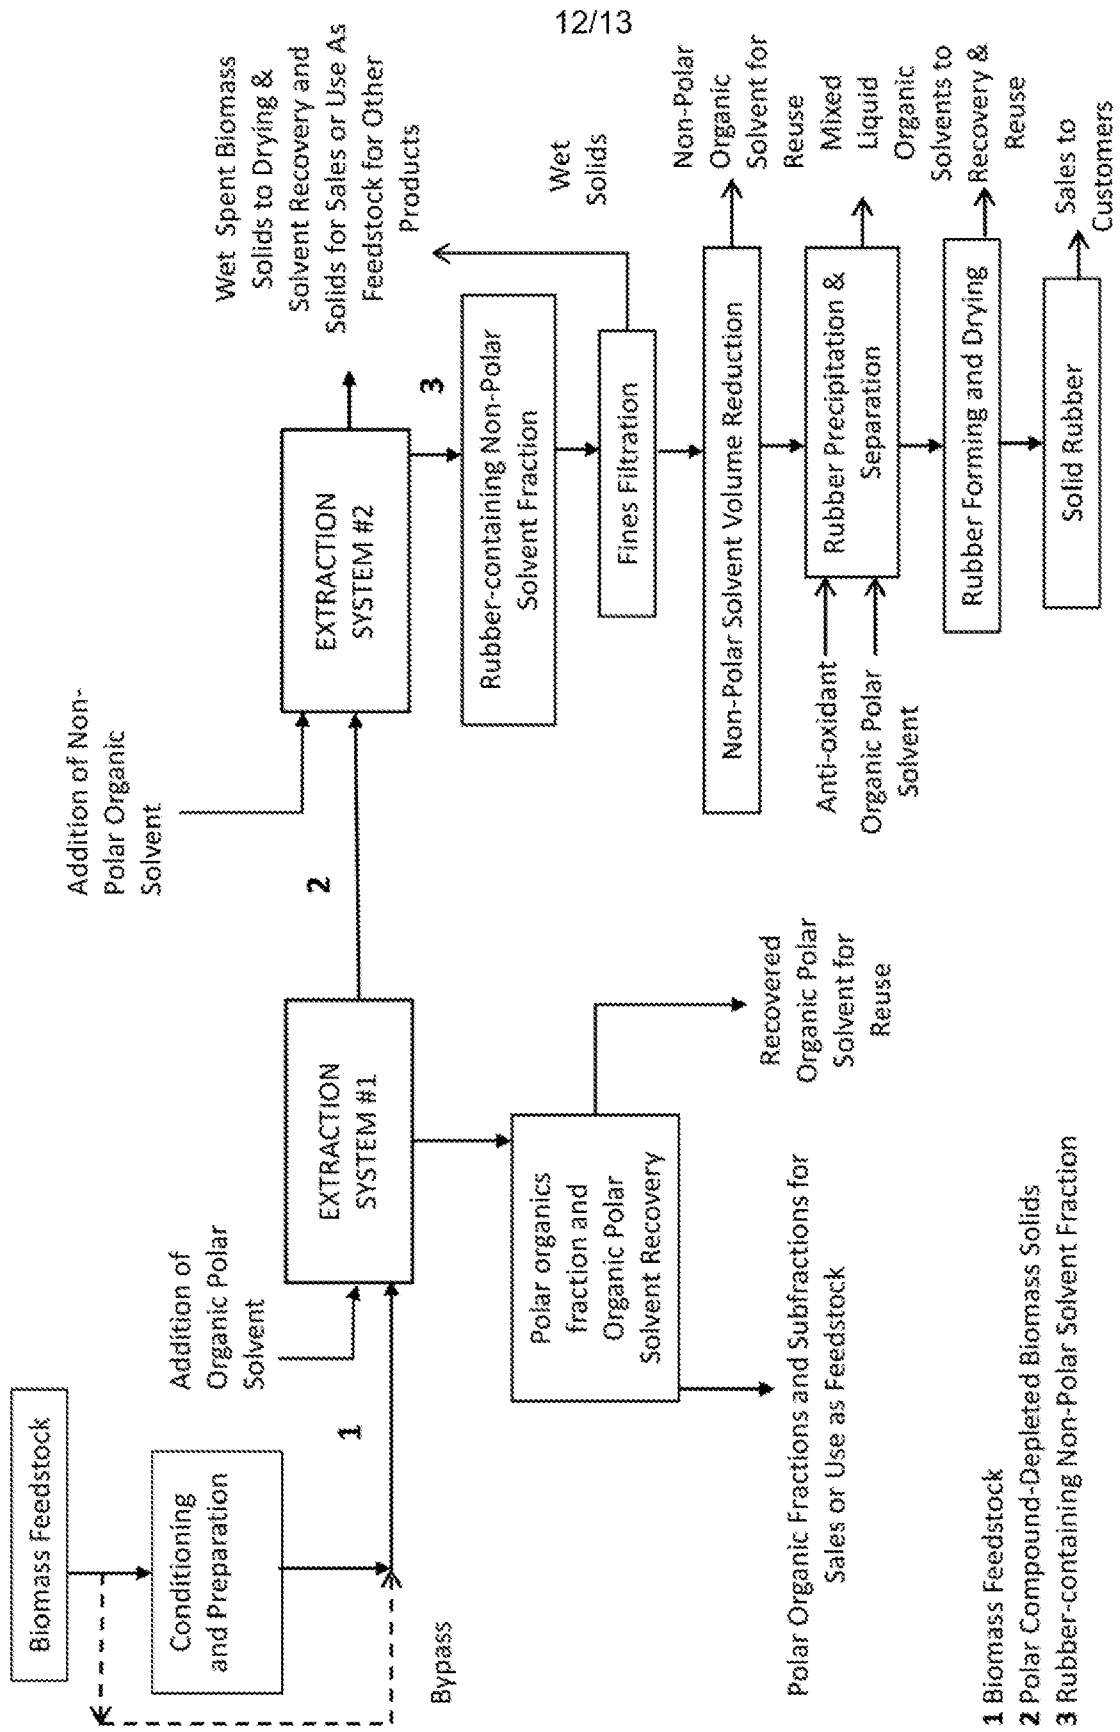 12/13
Biomass Feedstock
Conditioning
and Preparation
Bypass
1
Addition of
Organic Polar
Solvent
EXTRACTION
SYSTEM #1
Polar organics
fraction and
Organic Polar
Solvent Recovery
Polar Organic Fractions and Subfractions for
Sales or Use as Feedstock
Recovered
Organic Polar
Solvent for
Reuse
2
Addition of Non-
Polar Organic
Solvent
EXTRACTION
SYSTEM #2
Wet Spent Biomass
Solids to Drying &
Solvent Recovery and
Solids for Sales or Use As
Feedstock for Other
Products
3
Rubber-containing Non-Polar
Solvent Fraction
Fines Filtration
Wet
Solids
Non-Polar Solvent Volume Reduction
Non-Polar
Organic
Solvent for
Reuse
Anti-oxidant
Organic Polar
Solvent
Rubber Precipitation &
Separation
Mixed
Liquid
Organic
Solvents to
Recovery &
Reuse
Rubber Forming and Drying
Solid Rubber
Sales to
Customers
1 Biomass Feedstock
2 Polar Compound-Depleted Biomass Solids
3 Rubber-containing Non-Polar Solvent Fraction